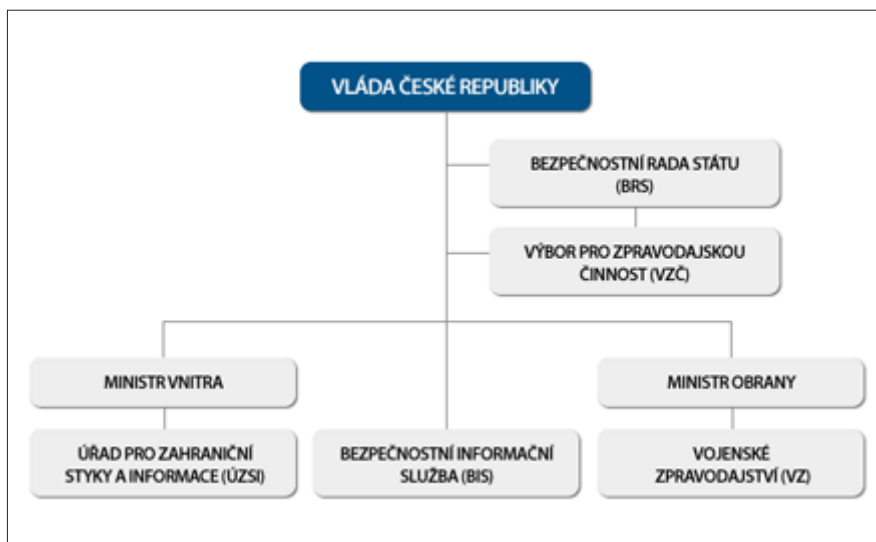 VLÁDA ČESKÉ REPUBLIKY
BEZPEČNOSTNÍ RADA STÁTU
(BRS)
VÝBOR PRO ZPRAVODAJSKOU
ČINNOST (VZČ)
MINISTR VNITRA
MINISTR OBRANY
ÚŘAD PRO ZAHRANIČNÍ
STYKY A INFORMACE (ÚZSI)
BEZPEČNOSTNÍ INFORMAČNÍ
SLUŽBA (BIS)
VOJENSKÉ
ZPRAVODAJSTVÍ (VZ)